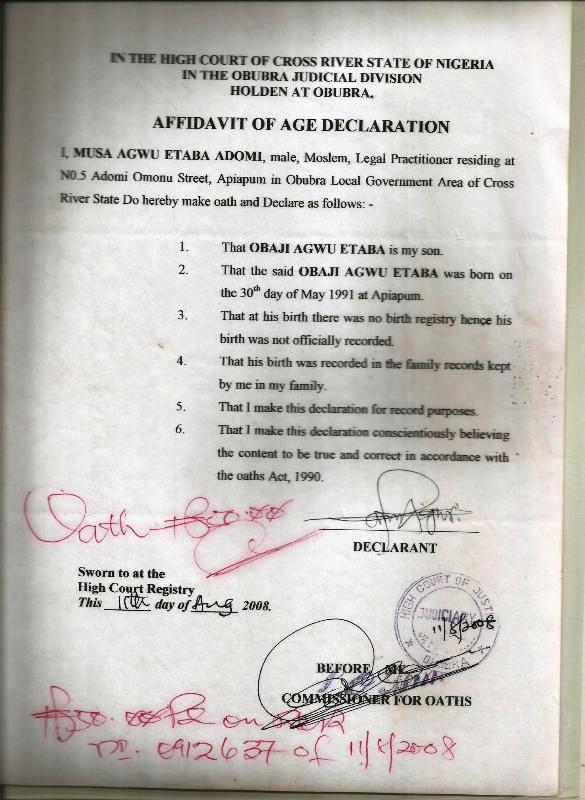 IN THE HIGH COURT OF CROSS RIVER STATE OF NIGERIA
IN THE OBUBRA JUDICIAL DIVISION
HOLDEN AT OBUBRA.
AFFIDAVIT OF AGE DECLARATION
I, MUSA AGWU ETABA ADOMI, male, Moslem, Legal Practitioner residing at
N0.5 Adomi Omonu Street, Apiapum in Obubra Local Government Area of Cross
River State Do hereby make oath and Declare as follows: -
1. That OBAJI AGWU ETABA is my son.
2. That the said OBAJI AGWU ETABA was born on
the 30th day of May 1991 at Apiapum.
3. That at his birth there was no birth registry hence his
birth was not officially recorded.
4. That his birth was recorded in the family records kept
by me in my family.
5. That I make this declaration for record purposes.
6. That I make this declaration conscientiously believing
the content to be true and correct in accordance with
the oaths Act, 1990.
Oath
DECLARANT
Sworn to at the
High Court Registry
This 11th day of Aug 2008.
HIGH COURT OF JUSTICE
JUDICIARY
11/8/2008
OBUBRA
BEFORE ME
COMMISSIONER FOR OATHS
on
No. 0912637 of 11/8/2008